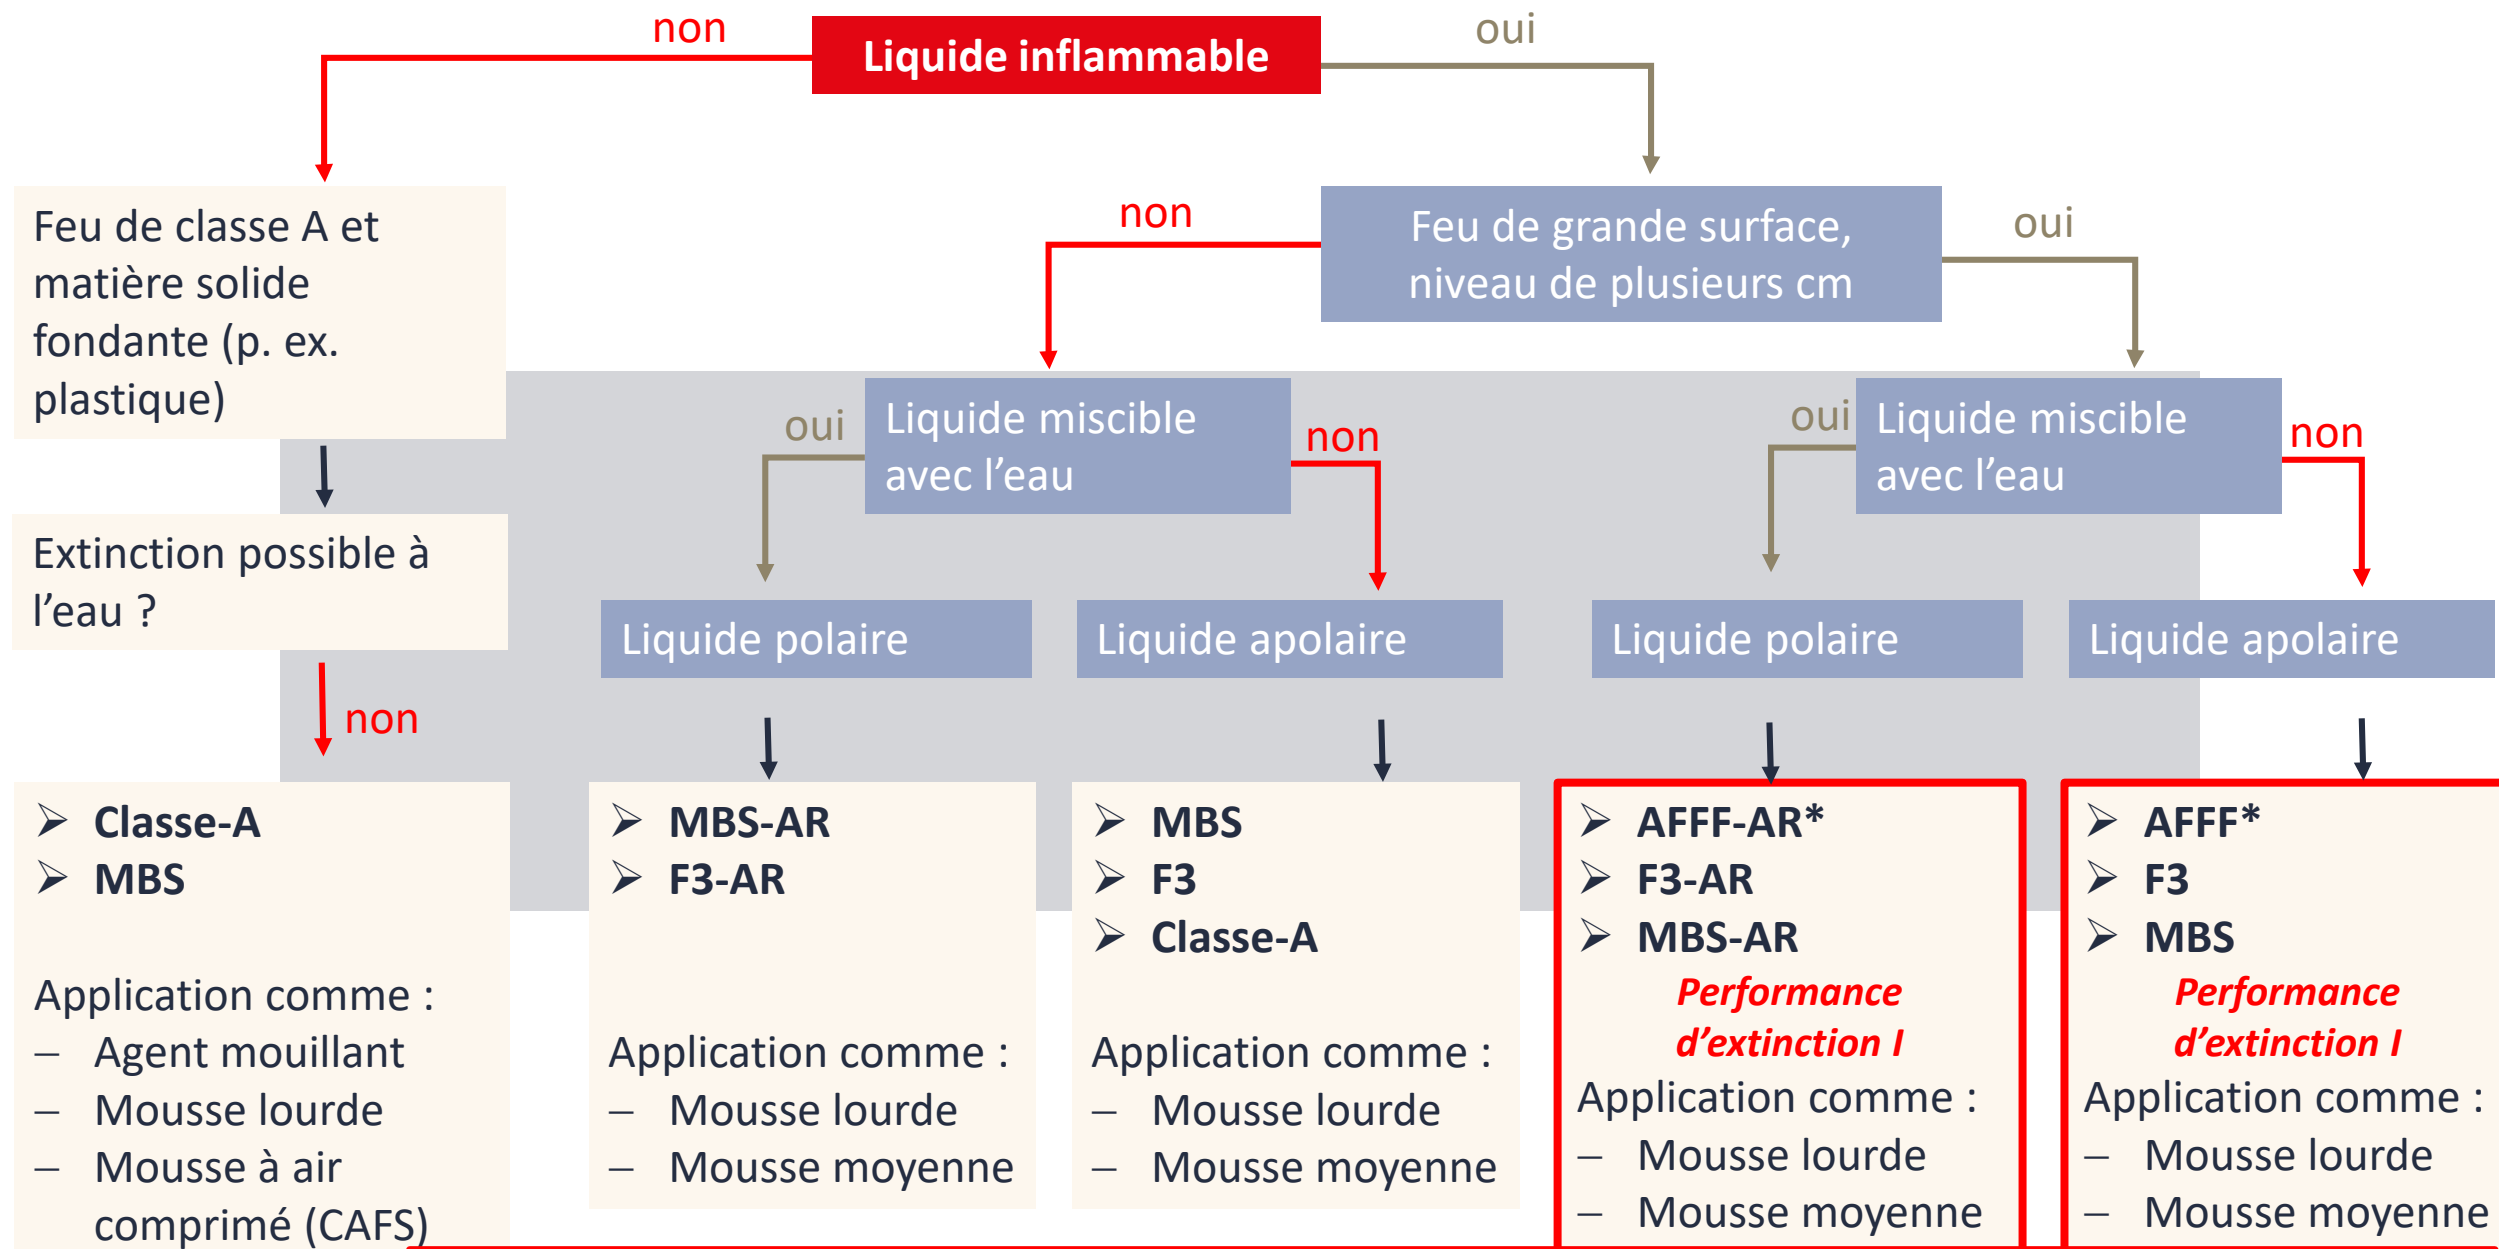 non
Liquide inflammable
oui
Feu de classe A et
matière solide
fondante (p. ex.
plastique)
non
Feu de grande surface,
niveau de plusieurs cm
oui
oui
Liquide miscible
avec l’eau
non
oui
Liquide miscible
avec l’eau
non
Extinction possible à
l’eau ?
non
Liquide polaire
Liquide apolaire
Liquide polaire
Liquide apolaire
➢ Classe-A
➢ MBS
Application comme :
– Agent mouillant
– Mousse lourde
– Mousse à air
comprimé (CAFS)
➢ MBS-AR
➢ F3-AR
Application comme :
– Mousse lourde
– Mousse moyenne
➢ MBS
➢ F3
➢ Classe-A
Application comme :
– Mousse lourde
– Mousse moyenne
➢ AFFF-AR*
➢ F3-AR
➢ MBS-AR
Performance
d’extinction I
Application comme :
– Mousse lourde
– Mousse moyenne
➢ AFFF*
➢ F3
➢ MBS
Performance
d’extinction I
Application comme :
– Mousse lourde
– Mousse moyenne